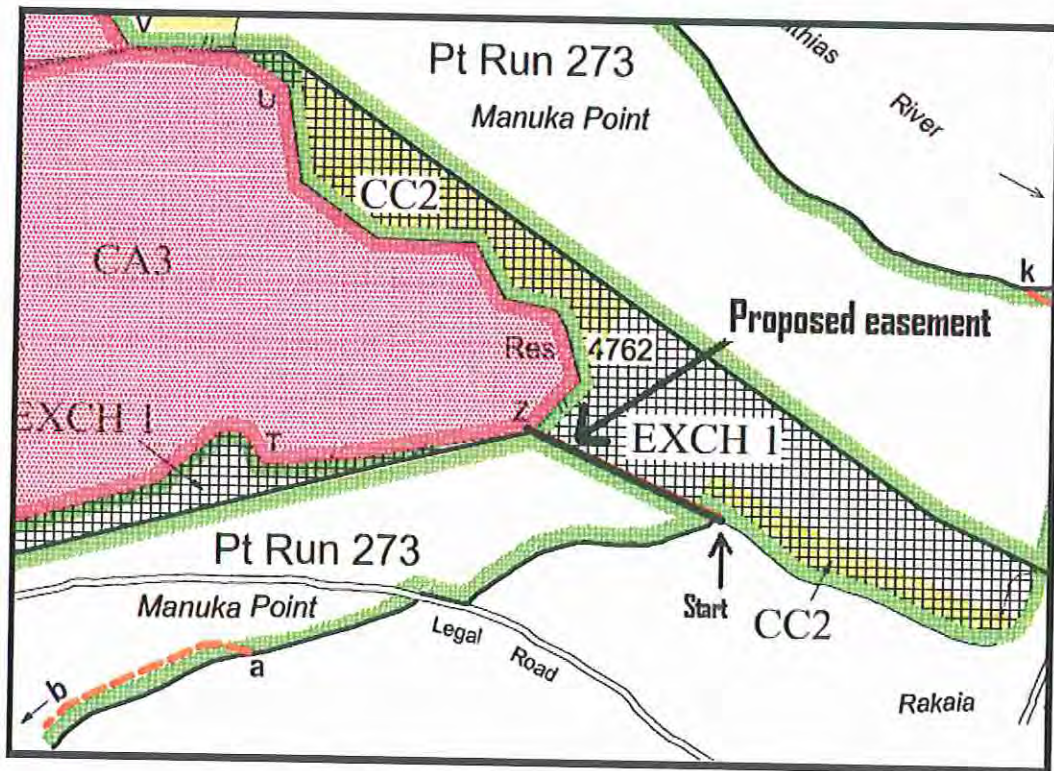 V
Pt Run 273
Manuka Point
River
U
CC2
CA3
k
Proposed easement
Res 4762
Z
EXCH 1
EXCH 1
T
Pt Run 273
Manuka Point
Start
CC2
Legal
Road
a
b
Rakaia